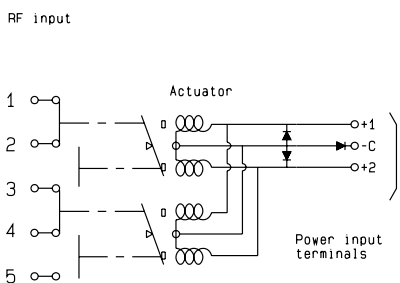 RF input
Actuator
1
2
3
4
5
+1
-C
+2
Power input
terminals